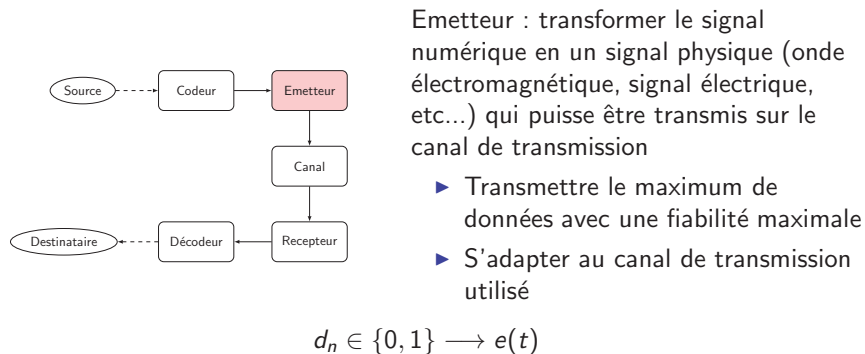 Source
Codeur
Emetteur
Canal
Destinataire
Décodeur
Recepteur
Emetteur : transformer le signal
numérique en un signal physique (onde
électromagnétique, signal électrique,
etc...) qui puisse être transmis sur le
canal de transmission
▶ Transmettre le maximum de
données avec une fiabilité maximale
▶ S'adapter au canal de transmission
utilisé
d_n ∈ {0, 1} ⟶ e(t)